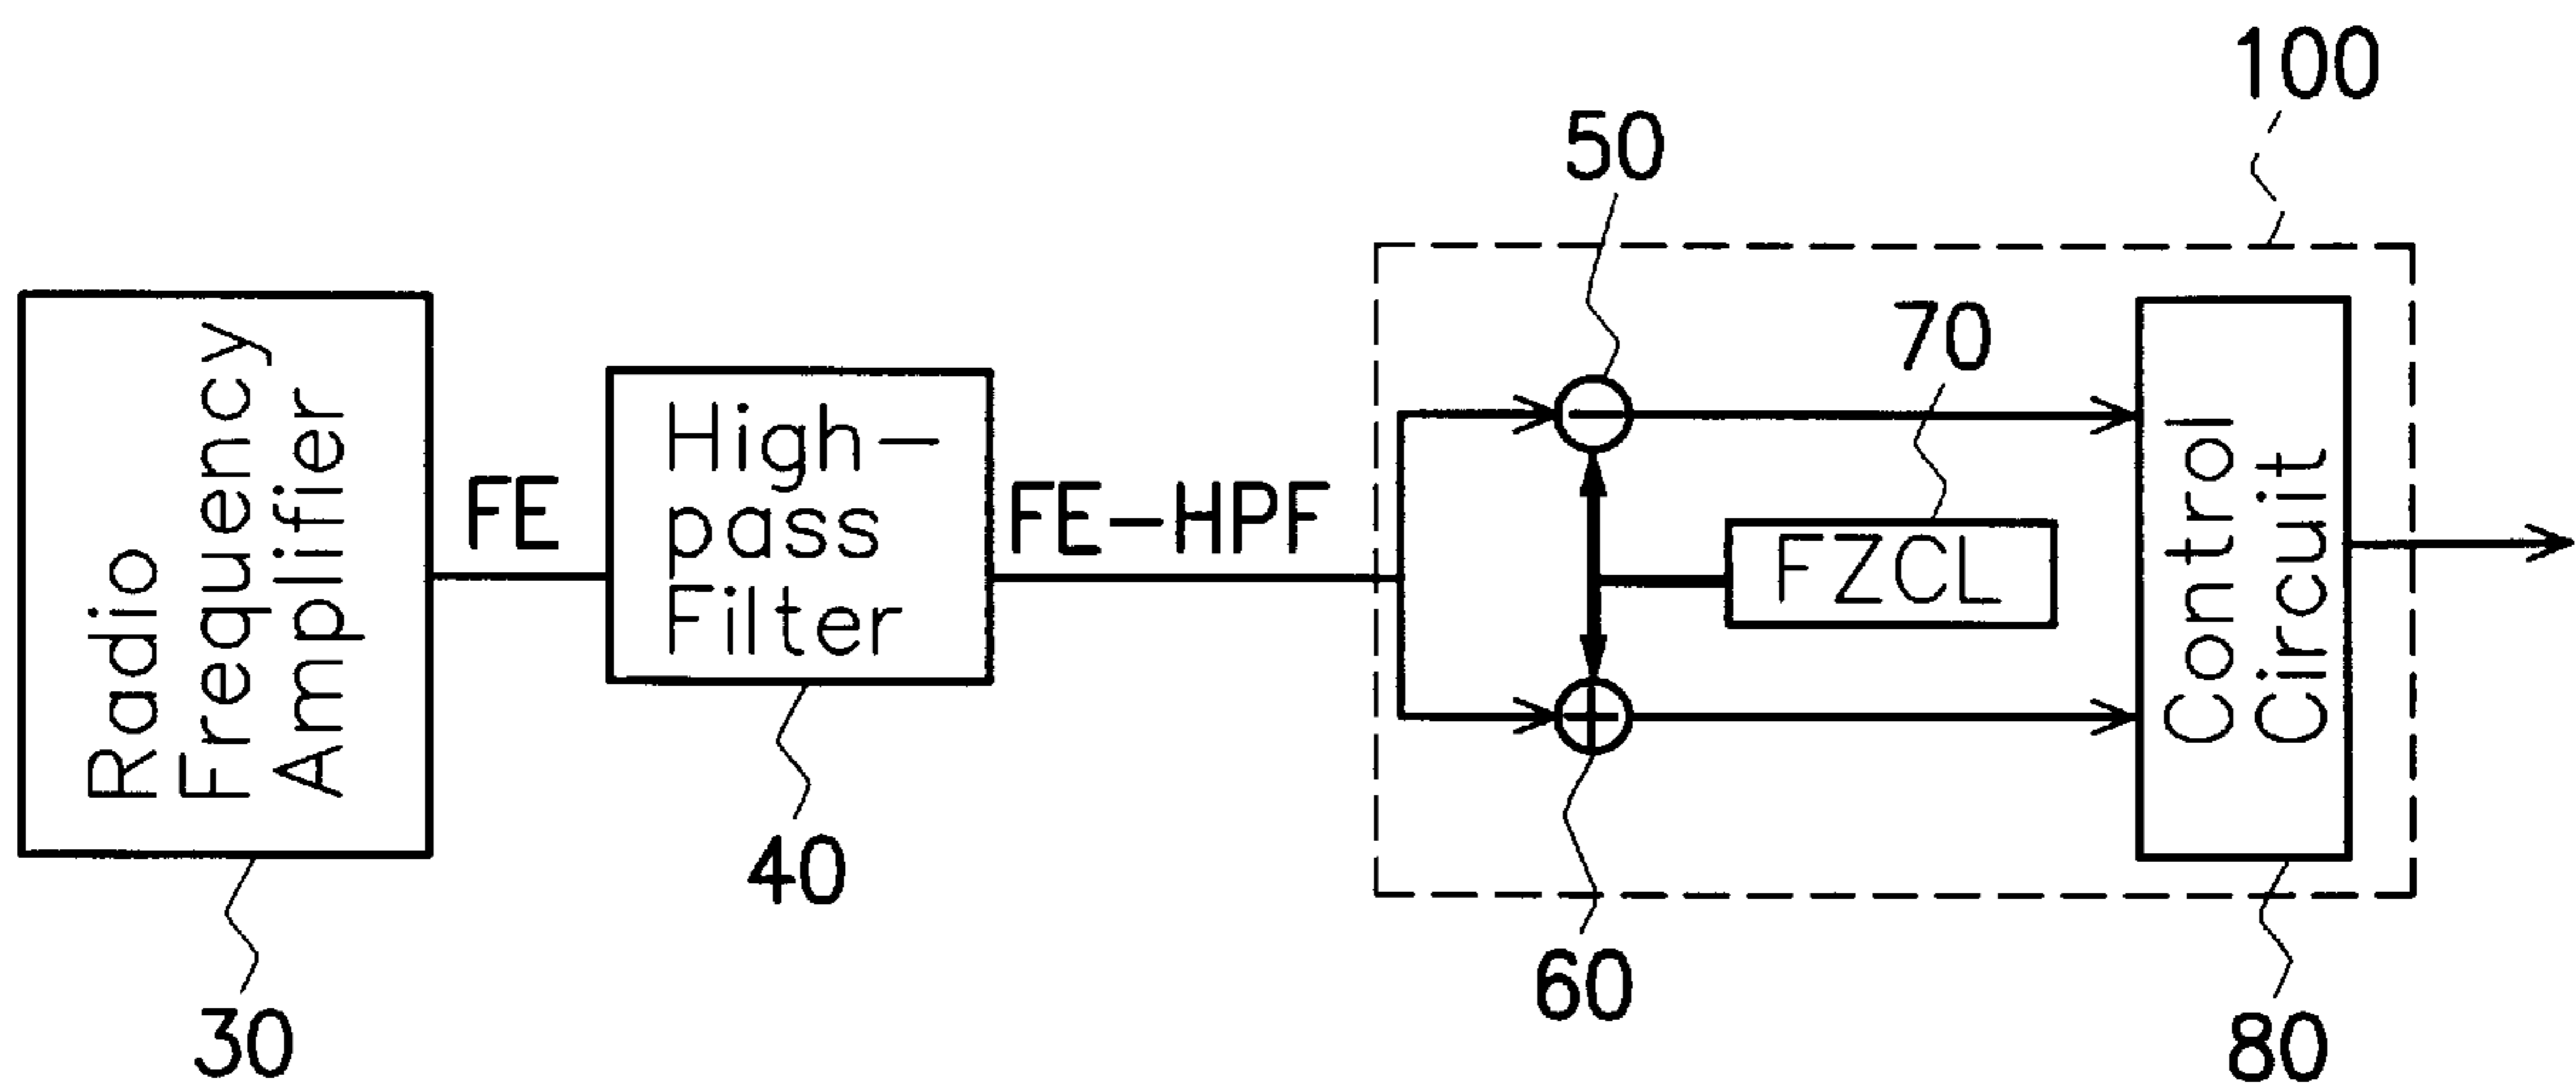 100
50
70
Radio
Frequency
Amplifier
FE
High-
pass
Filter
FE-HPF
FZCL
Control
Circuit
30
40
60
80